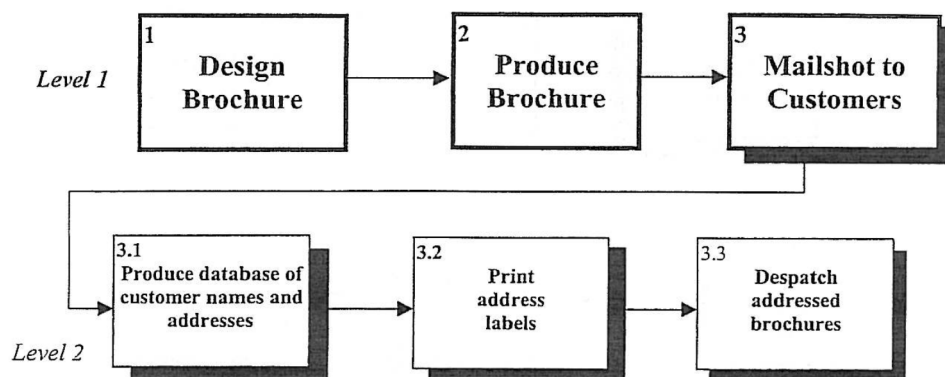 Level 1
1
Design
Brochure
2
Produce
Brochure
3
Mailshot to
Customers
Level 2
3.1
Produce database of
customer names and
addresses
3.2
Print
address
labels
3.3
Despatch
addressed
brochures